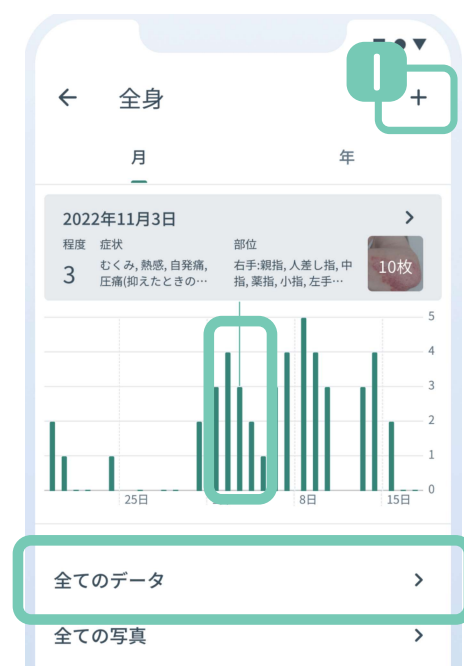 I
← 全身 +
月 年
2022年11月3日
程度 症状 部位
3 むくみ, 熱感, 自発痛, 圧痛(抑えたときの… 右手:親指, 人差し指, 中指, 薬指, 小指, 左手… 10枚
5
4
3
2
1
0
25日 8日 15日
全てのデータ
全ての写真